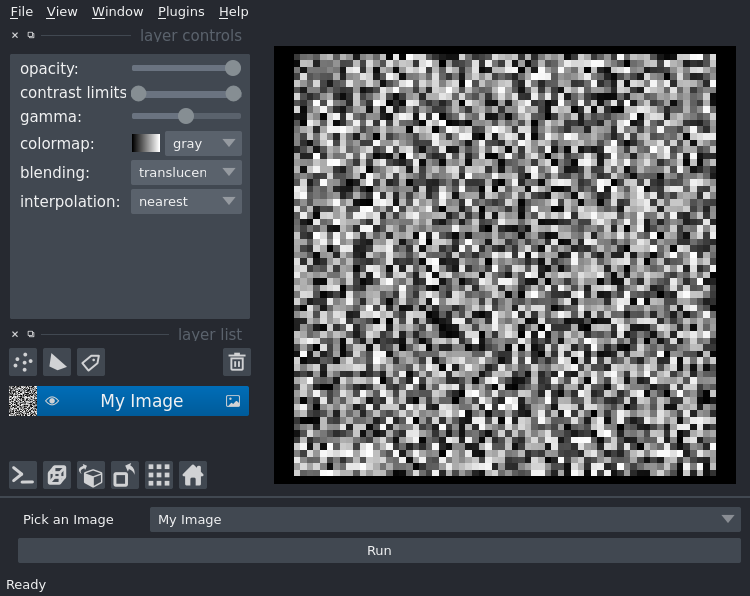 File View Window Plugins Help
layer controls
opacity:
contrast limits
gamma:
colormap: gray
blending: translucen
interpolation: nearest
layer list
My Image
Pick an Image My Image
Run
Ready